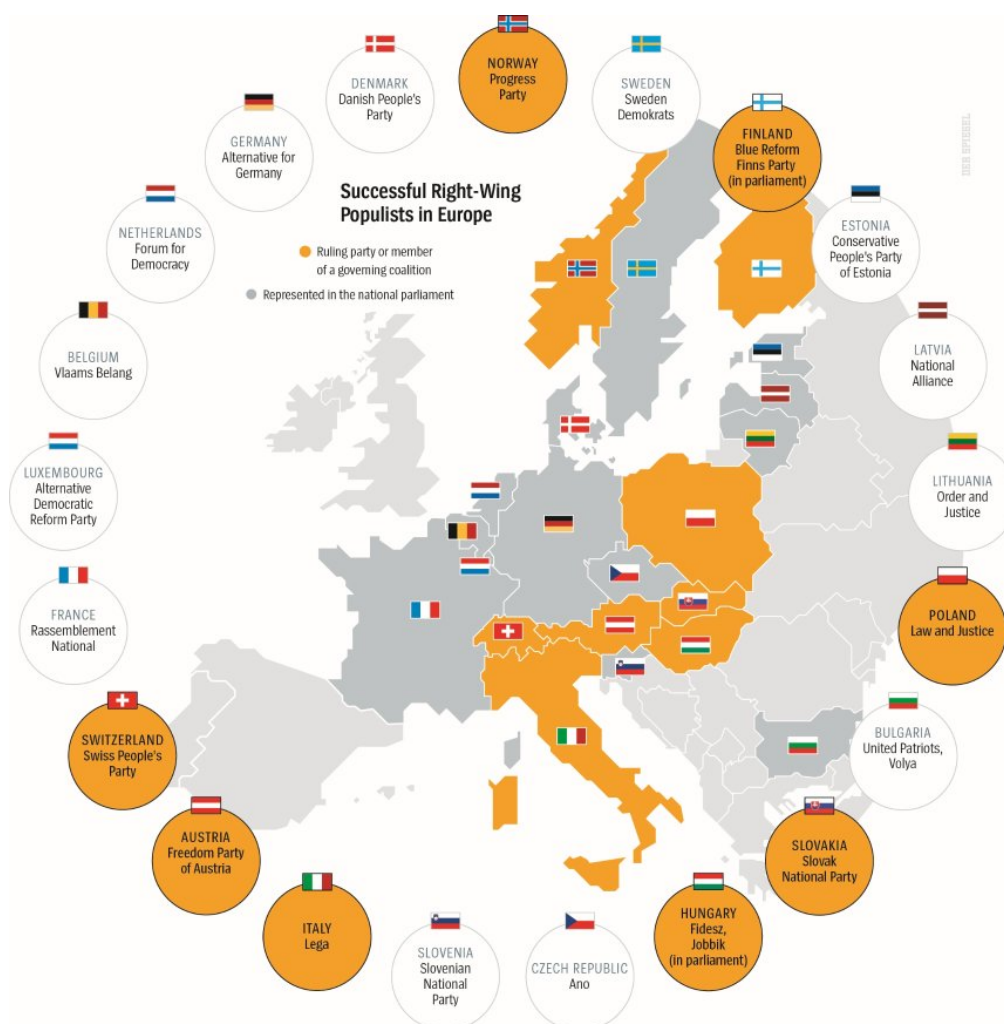 Successful Right-Wing
Populists in Europe
Ruling party or member
of a governing coalition
Represented in the national parliament
NORWAY
Progress
Party
SWEDEN
Sweden
Demokrats
FINLAND
Blue Reform
Finns Party
(in parliament)
ESTONIA
Conservative
People's Party
of Estonia
LATVIA
National
Alliance
LITHUANIA
Order and
Justice
POLAND
Law and Justice
BULGARIA
United Patriots,
Volya
SLOVAKIA
Slovak
National Party
HUNGARY
Fidesz,
Jobbik
(in parliament)
CZECH REPUBLIC
Ano
SLOVENIA
Slovenian
National
Party
ITALY
Lega
AUSTRIA
Freedom Party
of Austria
SWITZERLAND
Swiss People's
Party
FRANCE
Rassemblement
National
LUXEMBOURG
Alternative
Democratic
Reform Party
BELGIUM
Vlaams Belang
NETHERLANDS
Forum for
Democracy
GERMANY
Alternative for
Germany
DENMARK
Danish People's
Party
DER SPIEGEL